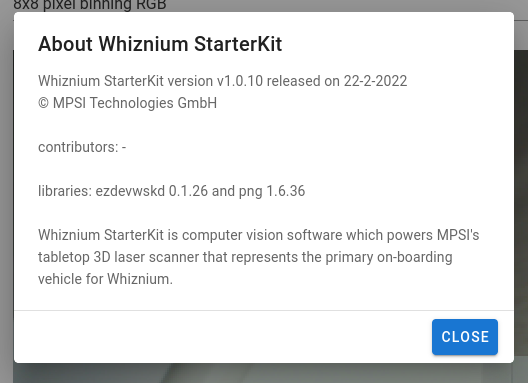 8x8 pixel binning RGB
About Whiznium StarterKit
Whiznium StarterKit version v1.0.10 released on 22-2-2022
© MPSI Technologies GmbH
contributors: -
libraries: ezdevwskd 0.1.26 and png 1.6.36
Whiznium StarterKit is computer vision software which powers MPSI's
tabletop 3D laser scanner that represents the primary on-boarding
vehicle for Whiznium.
CLOSE